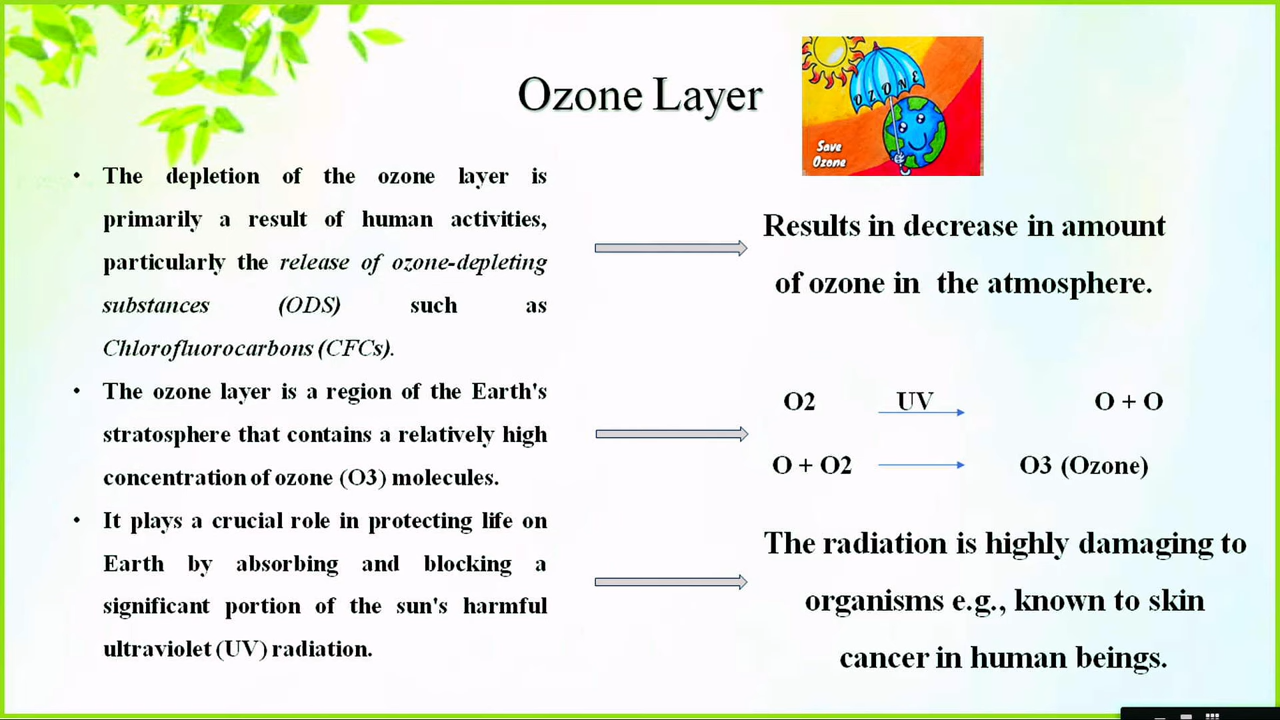 Ozone Layer
OZONE
Save
Ozone
• The depletion of the ozone layer is
primarily a result of human activities,
particularly the release of ozone-depleting
substances (ODS) such as
Chlorofluorocarbons (CFCs).
• The ozone layer is a region of the Earth's
stratosphere that contains a relatively high
concentration of ozone (O3) molecules.
• It plays a crucial role in protecting life on
Earth by absorbing and blocking a
significant portion of the sun's harmful
ultraviolet (UV) radiation.
Results in decrease in amount
of ozone in the atmosphere.
O2 UV O + O
O + O2 O3 (Ozone)
The radiation is highly damaging to
organisms e.g., known to skin
cancer in human beings.